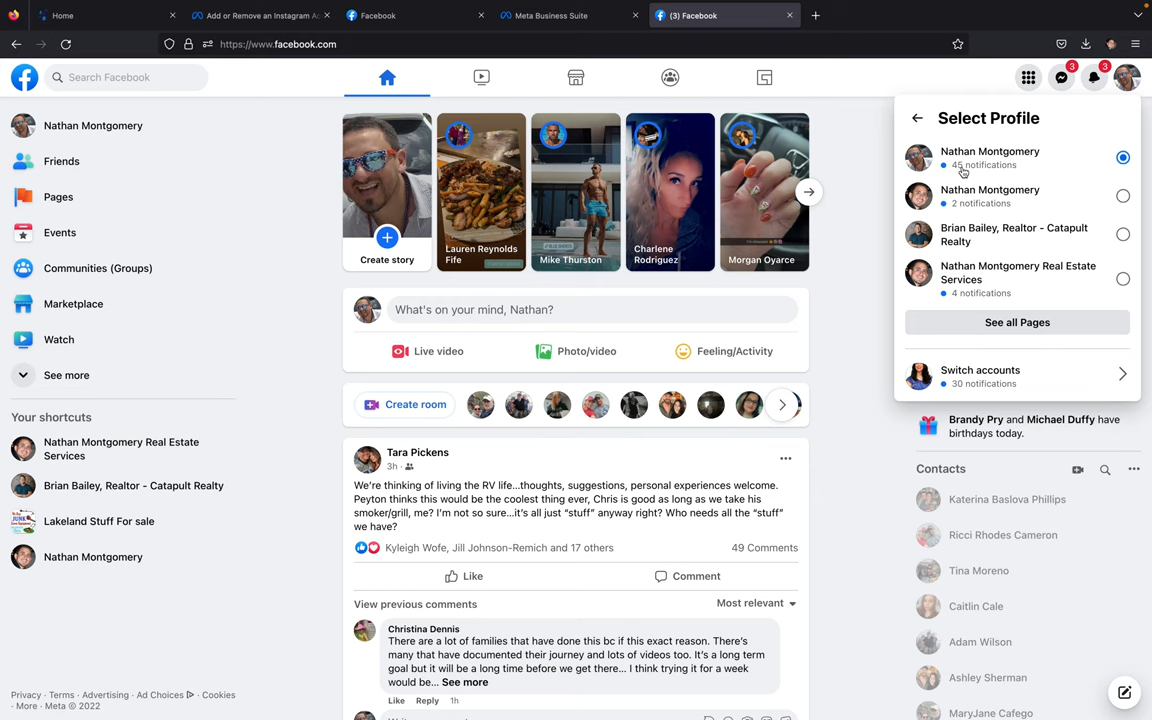 Home
Add or Remove an Instagram Ac
Facebook
Meta Business Suite
(3) Facebook
https://www.facebook.com
Search Facebook
3
3
Nathan Montgomery
Friends
Pages
Events
Communities (Groups)
Marketplace
Watch
See more
Your shortcuts
Nathan Montgomery Real Estate
Services
Brian Bailey, Realtor - Catapult Realty
Lakeland Stuff For sale
Nathan Montgomery
Privacy · Terms · Advertising · Ad Choices · Cookies
· More · Meta © 2022
Create story
Lauren Reynolds
Fife
Mike Thurston
Charlene
Rodriguez
Morgan Oyarce
What's on your mind, Nathan?
Live video
Photo/video
Feeling/Activity
Create room
Tara Pickens
3h ·
We're thinking of living the RV life...thoughts, suggestions, personal experiences welcome.
Peyton thinks this would be the coolest thing ever, Chris is good as long as we take his
smoker/grill, me? I'm not so sure...it's all just “stuff” anyway right? Who needs all the “stuff”
we have?
Kyleigh Wofe, Jill Johnson-Remich and 17 others
49 Comments
Like
Comment
View previous comments
Most relevant
Christina Dennis
There are a lot of families that have done this bc if this exact reason. There's
many that have documented their journey and lots of videos too. It's a long term
goal but it will be a long time before we get there... I think trying it for a week
would be... See more
Like Reply 1h
Select Profile
Nathan Montgomery
45 notifications
Nathan Montgomery
2 notifications
Brian Bailey, Realtor - Catapult
Realty
Nathan Montgomery Real Estate
Services
4 notifications
See all Pages
Switch accounts
30 notifications
Brandy Pry and Michael Duffy have
birthdays today.
Contacts
Katerina Baslova Phillips
Ricci Rhodes Cameron
Tina Moreno
Caitlin Cale
Adam Wilson
Ashley Sherman
MaryJane Cafego